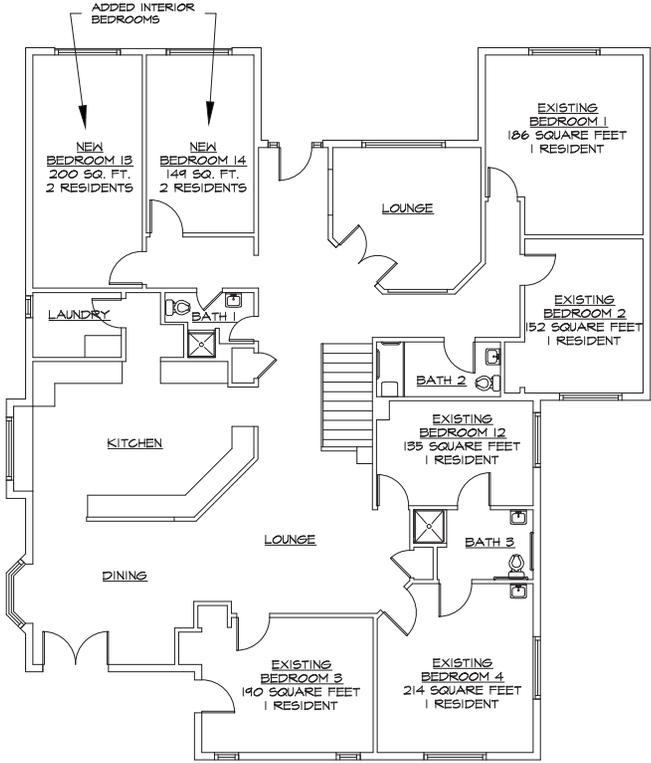 ADDED INTERIOR
BEDROOMS
NEW
BEDROOM 13
200 SQ. FT.
2 RESIDENTS
NEW
BEDROOM 14
149 SQ. FT.
2 RESIDENTS
EXISTING
BEDROOM 1
186 SQUARE FEET
1 RESIDENT
LOUNGE
EXISTING
BEDROOM 2
152 SQUARE FEET
1 RESIDENT
LAUNDRY
BATH 1
BATH 2
KITCHEN
EXISTING
BEDROOM 12
135 SQUARE FEET
1 RESIDENT
LOUNGE
BATH 3
DINING
EXISTING
BEDROOM 3
190 SQUARE FEET
1 RESIDENT
EXISTING
BEDROOM 4
214 SQUARE FEET
1 RESIDENT